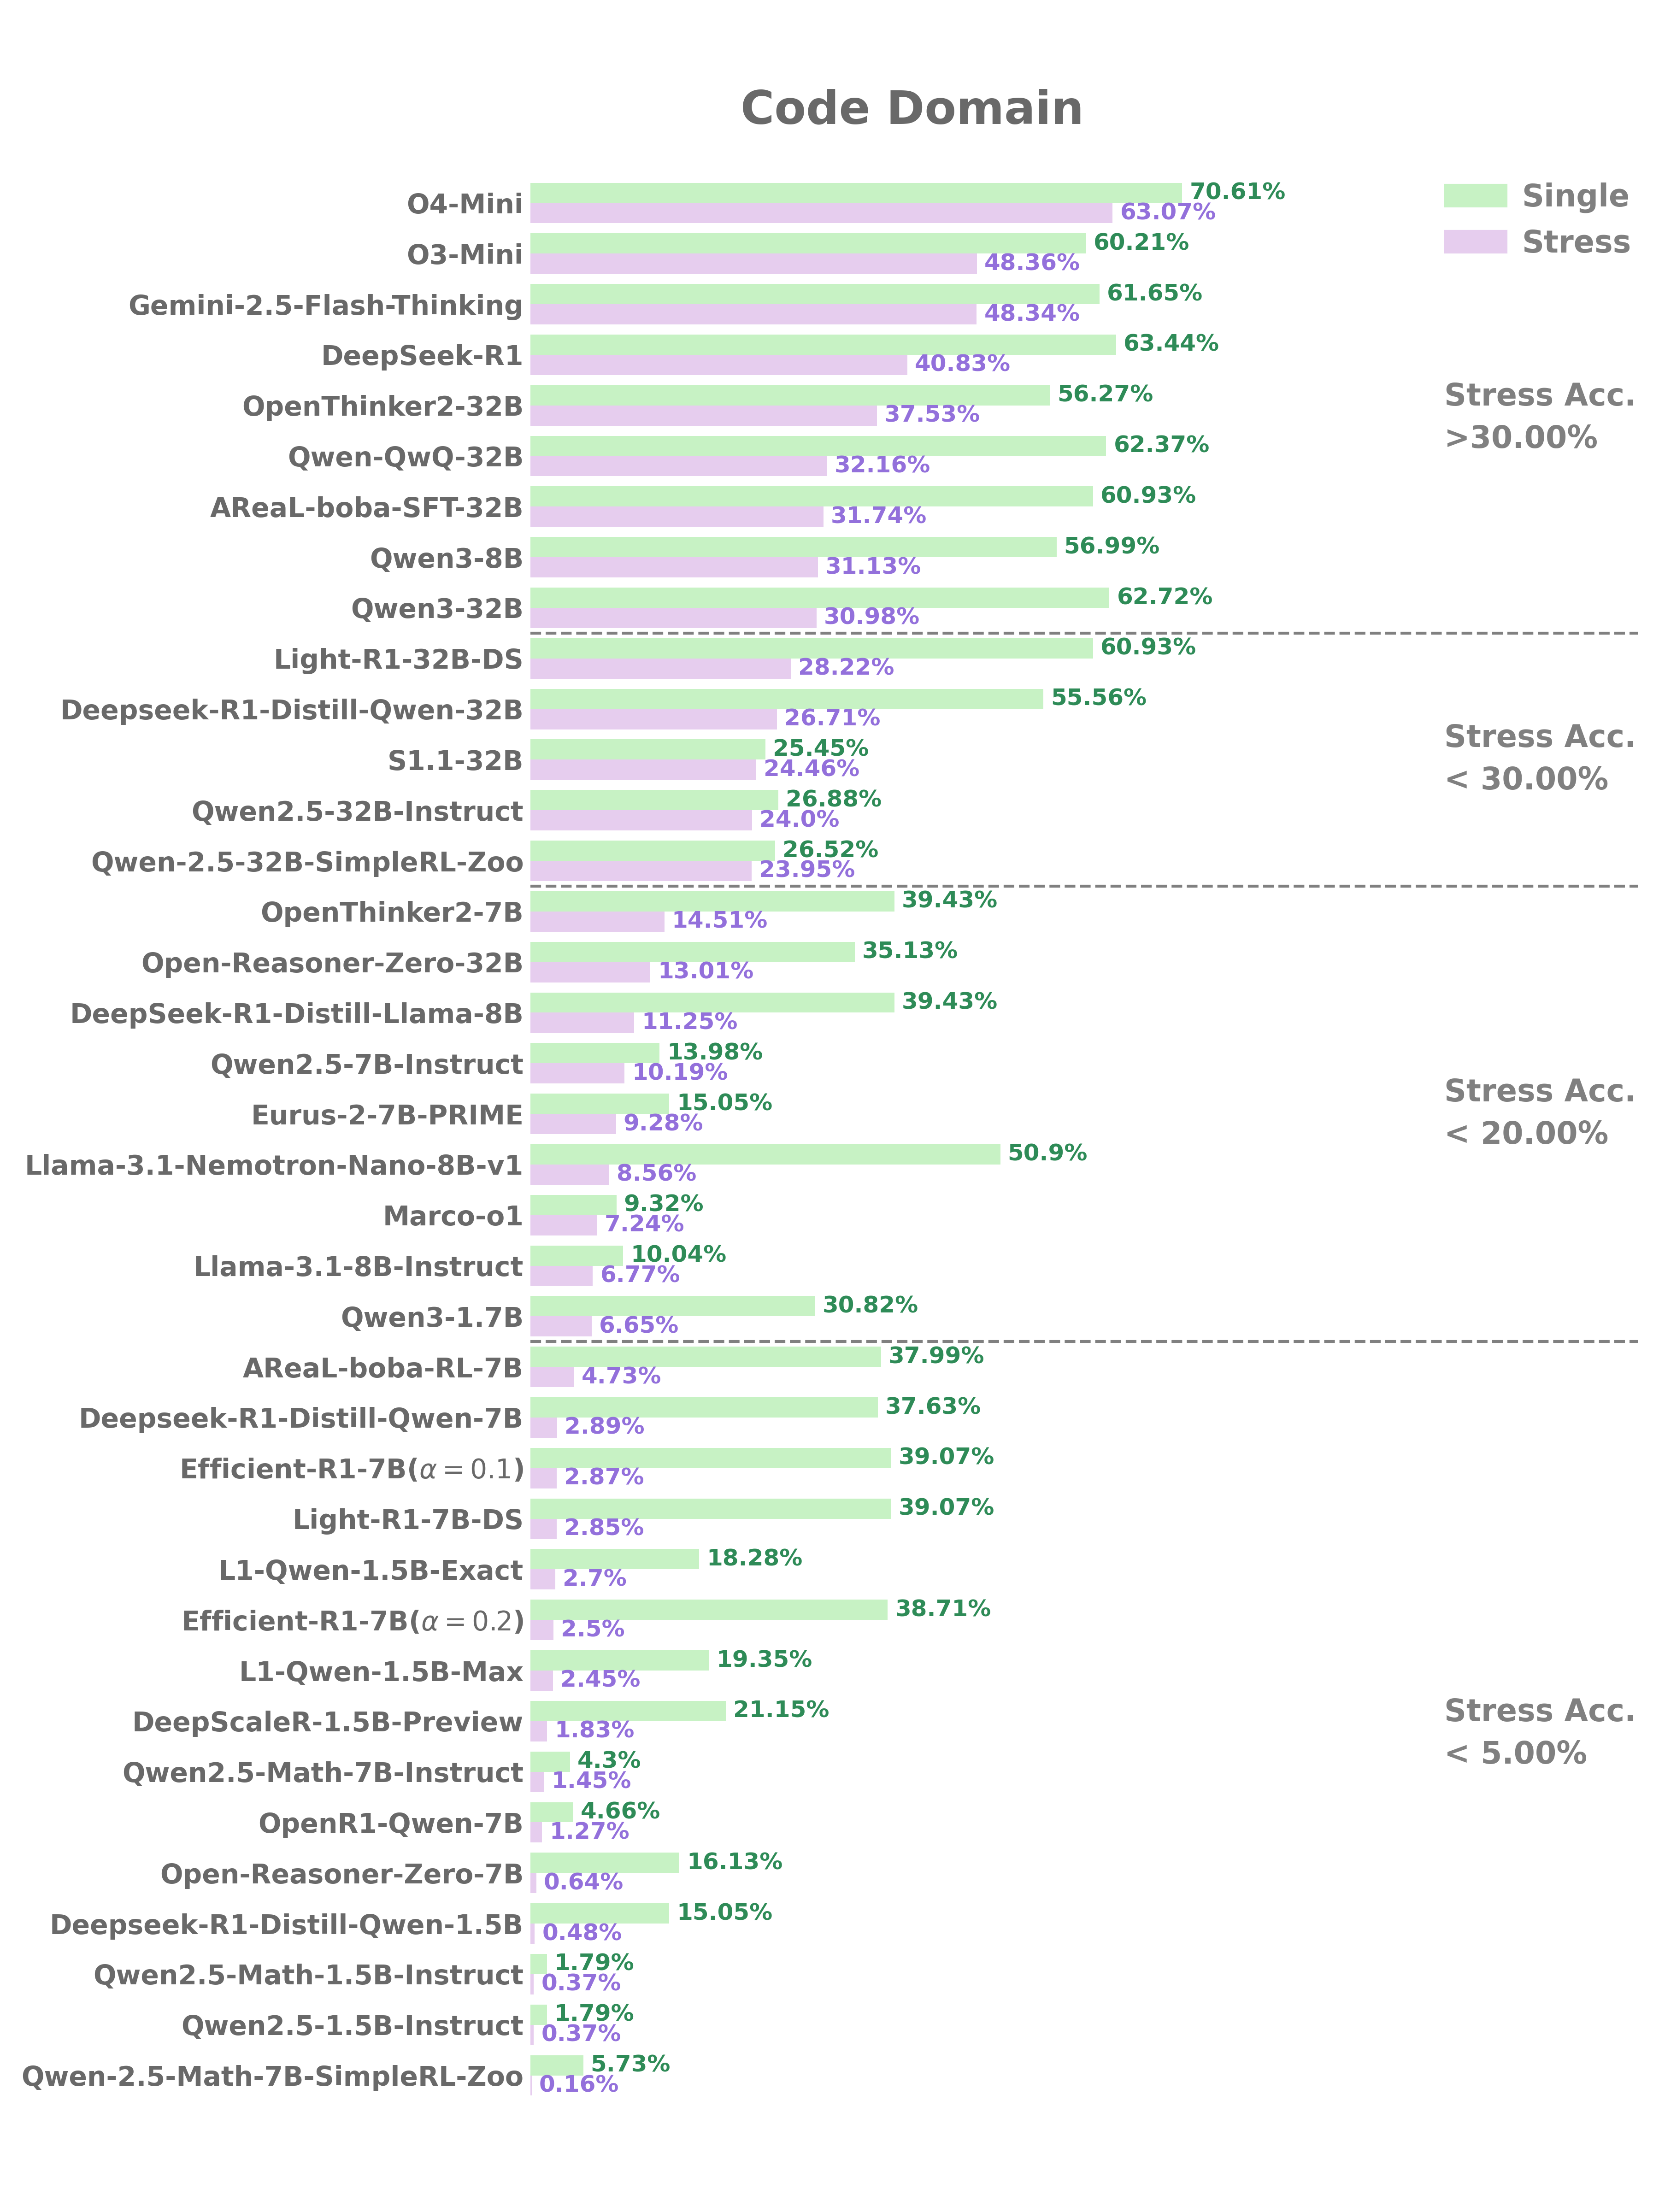 Code Domain
Single
Stress
O4-Mini 70.61% 63.07%
O3-Mini 60.21% 48.36%
Gemini-2.5-Flash-Thinking 61.65% 48.34%
DeepSeek-R1 63.44% 40.83%
OpenThinker2-32B 56.27% 37.53%
Qwen-QwQ-32B 62.37% 32.16%
AReaL-boba-SFT-32B 60.93% 31.74%
Qwen3-8B 56.99% 31.13%
Qwen3-32B 62.72% 30.98%
Stress Acc.
>30.00%
Light-R1-32B-DS 60.93% 28.22%
Deepseek-R1-Distill-Qwen-32B 55.56% 26.71%
S1.1-32B 25.45% 24.46%
Qwen2.5-32B-Instruct 26.88% 24.0%
Qwen-2.5-32B-SimpleRL-Zoo 26.52% 23.95%
Stress Acc.
< 30.00%
OpenThinker2-7B 39.43% 14.51%
Open-Reasoner-Zero-32B 35.13% 13.01%
DeepSeek-R1-Distill-Llama-8B 39.43% 11.25%
Qwen2.5-7B-Instruct 13.98% 10.19%
Eurus-2-7B-PRIME 15.05% 9.28%
Llama-3.1-Nemotron-Nano-8B-v1 50.9% 8.56%
Marco-o1 9.32% 7.24%
Llama-3.1-8B-Instruct 10.04% 6.77%
Qwen3-1.7B 30.82% 6.65%
Stress Acc.
< 20.00%
AReaL-boba-RL-7B 37.99% 4.73%
Deepseek-R1-Distill-Qwen-7B 37.63% 2.89%
Efficient-R1-7B(α = 0.1) 39.07% 2.87%
Light-R1-7B-DS 39.07% 2.85%
L1-Qwen-1.5B-Exact 18.28% 2.7%
Efficient-R1-7B(α = 0.2) 38.71% 2.5%
L1-Qwen-1.5B-Max 19.35% 2.45%
DeepScaleR-1.5B-Preview 21.15% 1.83%
Qwen2.5-Math-7B-Instruct 4.3% 1.45%
OpenR1-Qwen-7B 4.66% 1.27%
Open-Reasoner-Zero-7B 16.13% 0.64%
Deepseek-R1-Distill-Qwen-1.5B 15.05% 0.48%
Qwen2.5-Math-1.5B-Instruct 1.79% 0.37%
Qwen2.5-1.5B-Instruct 1.79% 0.37%
Qwen-2.5-Math-7B-SimpleRL-Zoo 5.73% 0.16%
Stress Acc.
< 5.00%